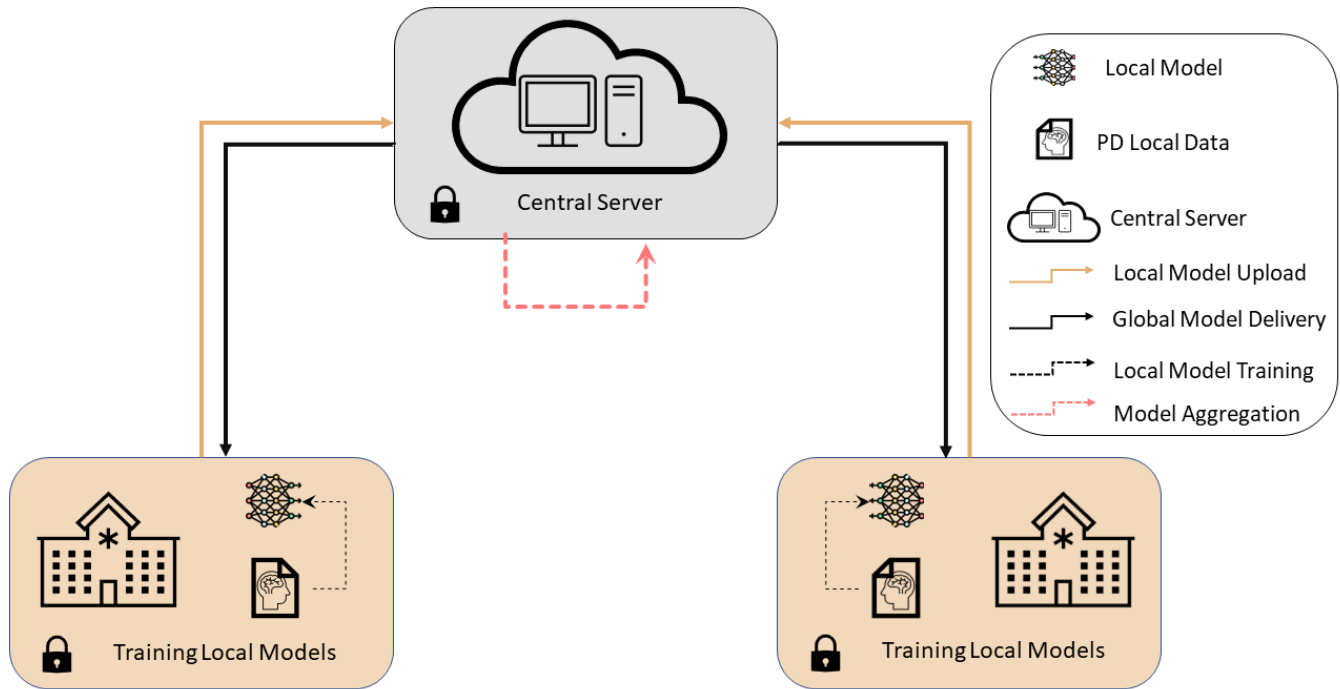 Central Server
Local Model
PD Local Data
Central Server
Local Model Upload
Global Model Delivery
Local Model Training
Model Aggregation
Training Local Models
Training Local Models